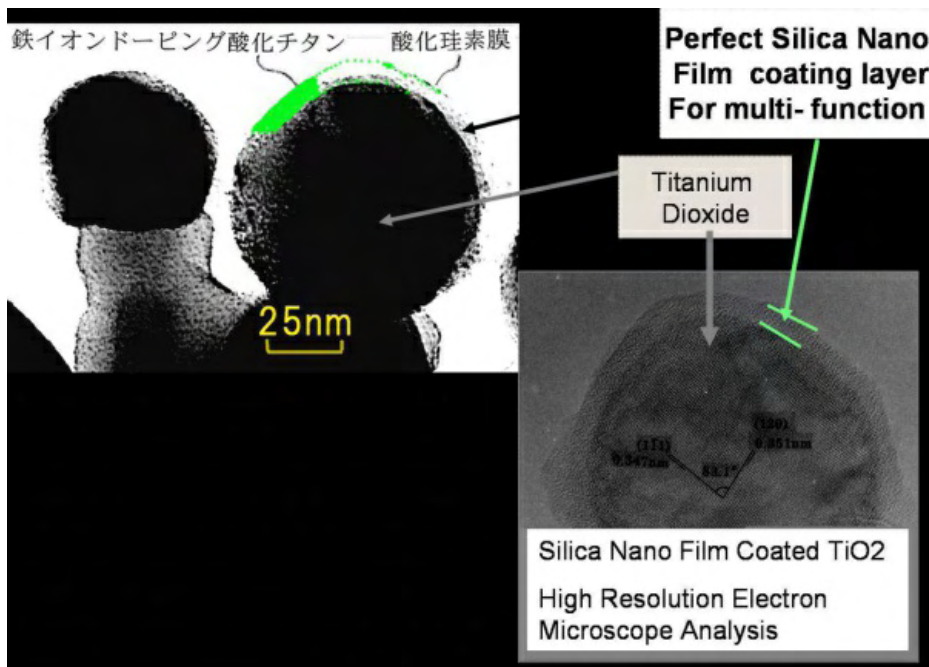 鉄イオンドーピング酸化チタン
酸化珪素膜
Perfect Silica Nano
Film coating layer
For multi- function
Titanium
Dioxide
25nm
(111)
0.347nm
(120)
0.351nm
83.1°
Silica Nano Film Coated TiO2
High Resolution Electron
Microscope Analysis